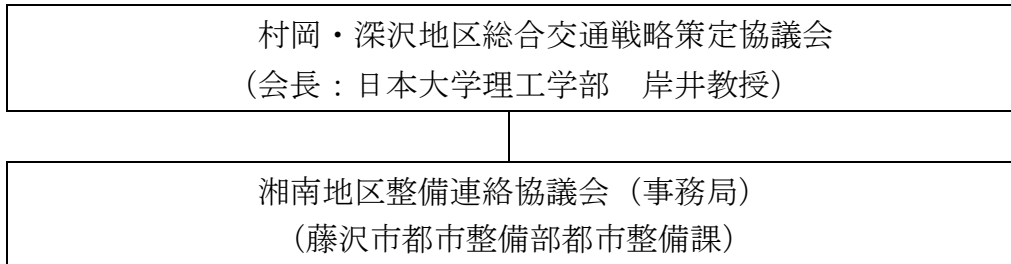 村岡・深沢地区総合交通戦略策定協議会
（会長：日本大学理工学部　岸井教授）
湘南地区整備連絡協議会（事務局）
（藤沢市都市整備部都市整備課）